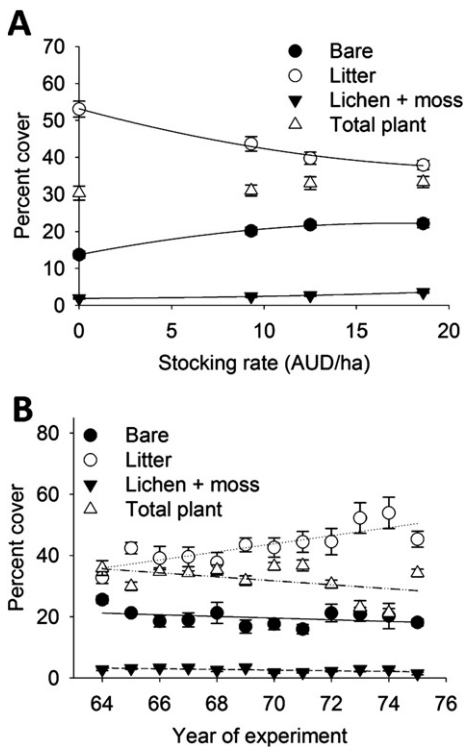 A
Bare
Litter
Lichen + moss
Total plant
70
60
50
40
30
20
10
0
Percent cover
0 5 10 15 20
Stocking rate (AUD/ha)
B
Bare
Litter
Lichen + moss
Total plant
80
60
40
20
0
Percent cover
64 66 68 70 72 74 76
Year of experiment